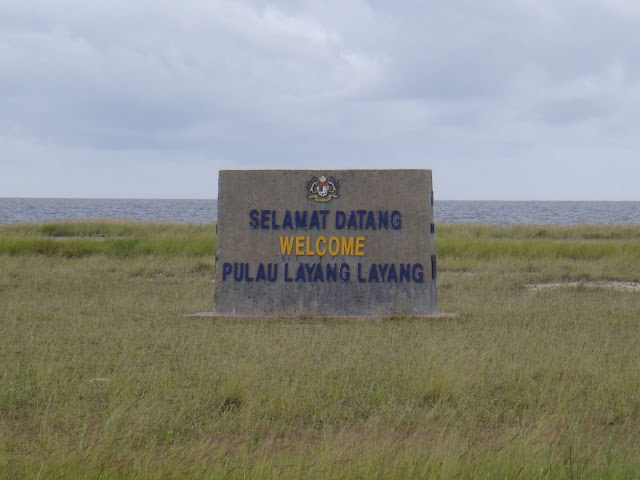 SELAMAT DATANG
WELCOME
PULAU LAYANG LAYANG